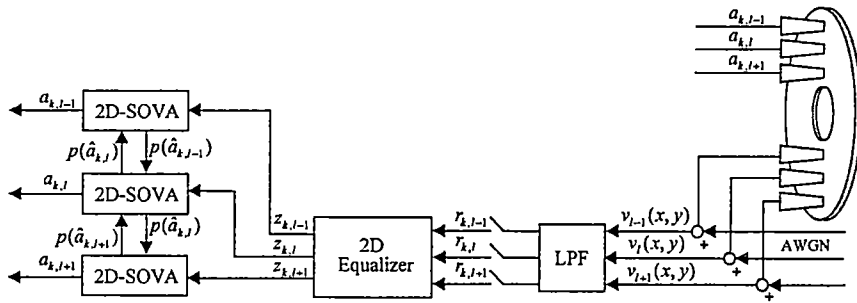 a_{k,l-1}
a_{k,l}
a_{k,l+1}
a_{k,l-1}
2D-SOVA
p(â_{k,l})
p(â_{k,l-1})
a_{k,l}
2D-SOVA
p(â_{k,l+1})
p(â_{k,l})
a_{k,l+1}
2D-SOVA
z_{k,l-1}
z_{k,l}
z_{k,l+1}
2D
Equalizer
r_{k,l-1}
r_{k,l}
r_{k,l+1}
LPF
v_{l-1}(x, y)
v_l(x, y)
v_{l+1}(x, y)
+
+
+
AWGN